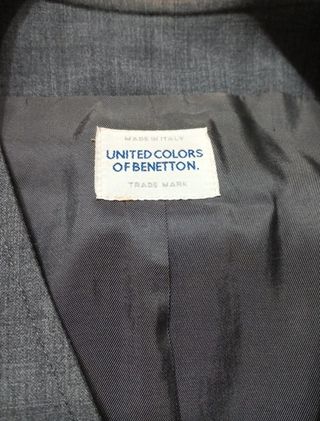 MADE IN ITALY
UNITED COLORS
OF BENETTON.
TRADE MARK